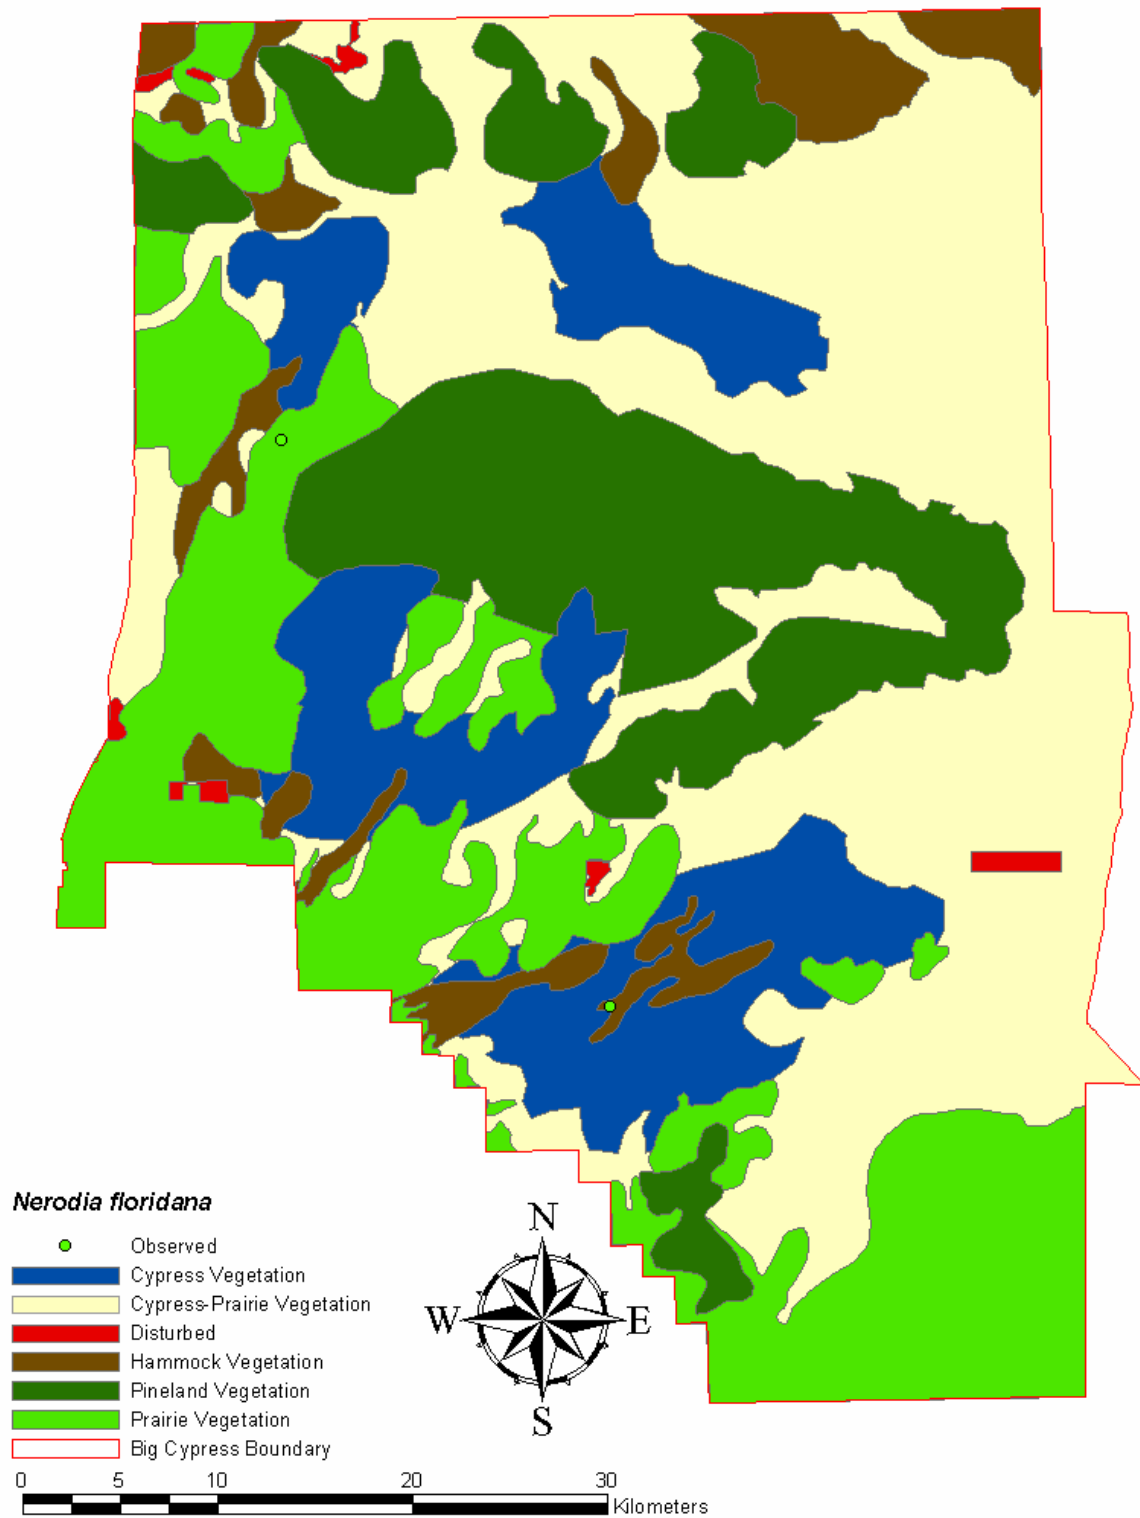 Nerodia floridana
Observed
Cypress Vegetation
Cypress-Prairie Vegetation
Disturbed
Hammock Vegetation
Pineland Vegetation
Prairie Vegetation
Big Cypress Boundary
N
W E
S
0 5 10 20 30
Kilometers